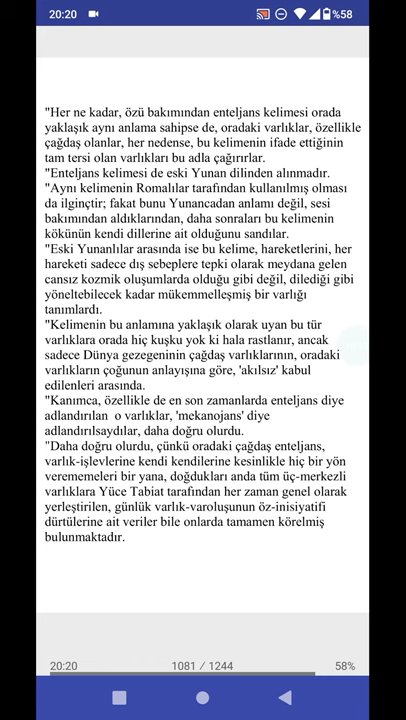 20:20
%58
"Her ne kadar, özü bakımından enteljans kelimesi orada
yaklaşık aynı anlama sahipse de, oradaki varlıklar, özellikle
çağdaş olanlar, her nedense, bu kelimenin ifade ettiğinin
tam tersi olan varlıkları bu adla çağırırlar.
"Enteljans kelimesi de eski Yunan dilinden alınmadır.
"Aynı kelimenin Romalılar tarafından kullanılmış olması
da ilginçtir; fakat bunu Yunancadan anlamı değil, sesi
bakımından aldıklarından, daha sonraları bu kelimenin
kökünün kendi dillerine ait olduğunu sandılar.
"Eski Yunanlılar arasında ise bu kelime, hareketlerini, her
hareketi sadece dış sebeplere tepki olarak meydana gelen
cansız kozmik oluşumlarda olduğu gibi değil, dilediği gibi
yöneltebilecek kadar mükemmelleşmiş bir varlığı
tanımlardı.
"Kelimenin bu anlamına yaklaşık olarak uyan bu tür
varlıklara orada hiç kuşku yok ki hala rastlanır, ancak
sadece Dünya gezegeninin çağdaş varlıklarının, oradaki
varlıkların çoğunun anlayışına göre, 'akılsız' kabul
edilenleri arasında.
"Kanımca, özellikle de en son zamanlarda enteljans diye
adlandırılan o varlıklar, 'mekanojans' diye
adlandırılsaydılar, daha doğru olurdu.
"Daha doğru olurdu, çünkü oradaki çağdaş enteljans,
varlık-işlevlerine kendi kendilerine kesinlikle hiç bir yön
verememeleri bir yana, doğdukları anda tüm üç-merkezli
varlıklara Yüce Tabiat tarafından her zaman genel olarak
yerleştirilen, günlük varlık-varoluşunun öz-inisiyatifi
dürtülerine ait veriler bile onlarda tamamen körelmiş
bulunmaktadır.
20:20
1081 / 1244
58%